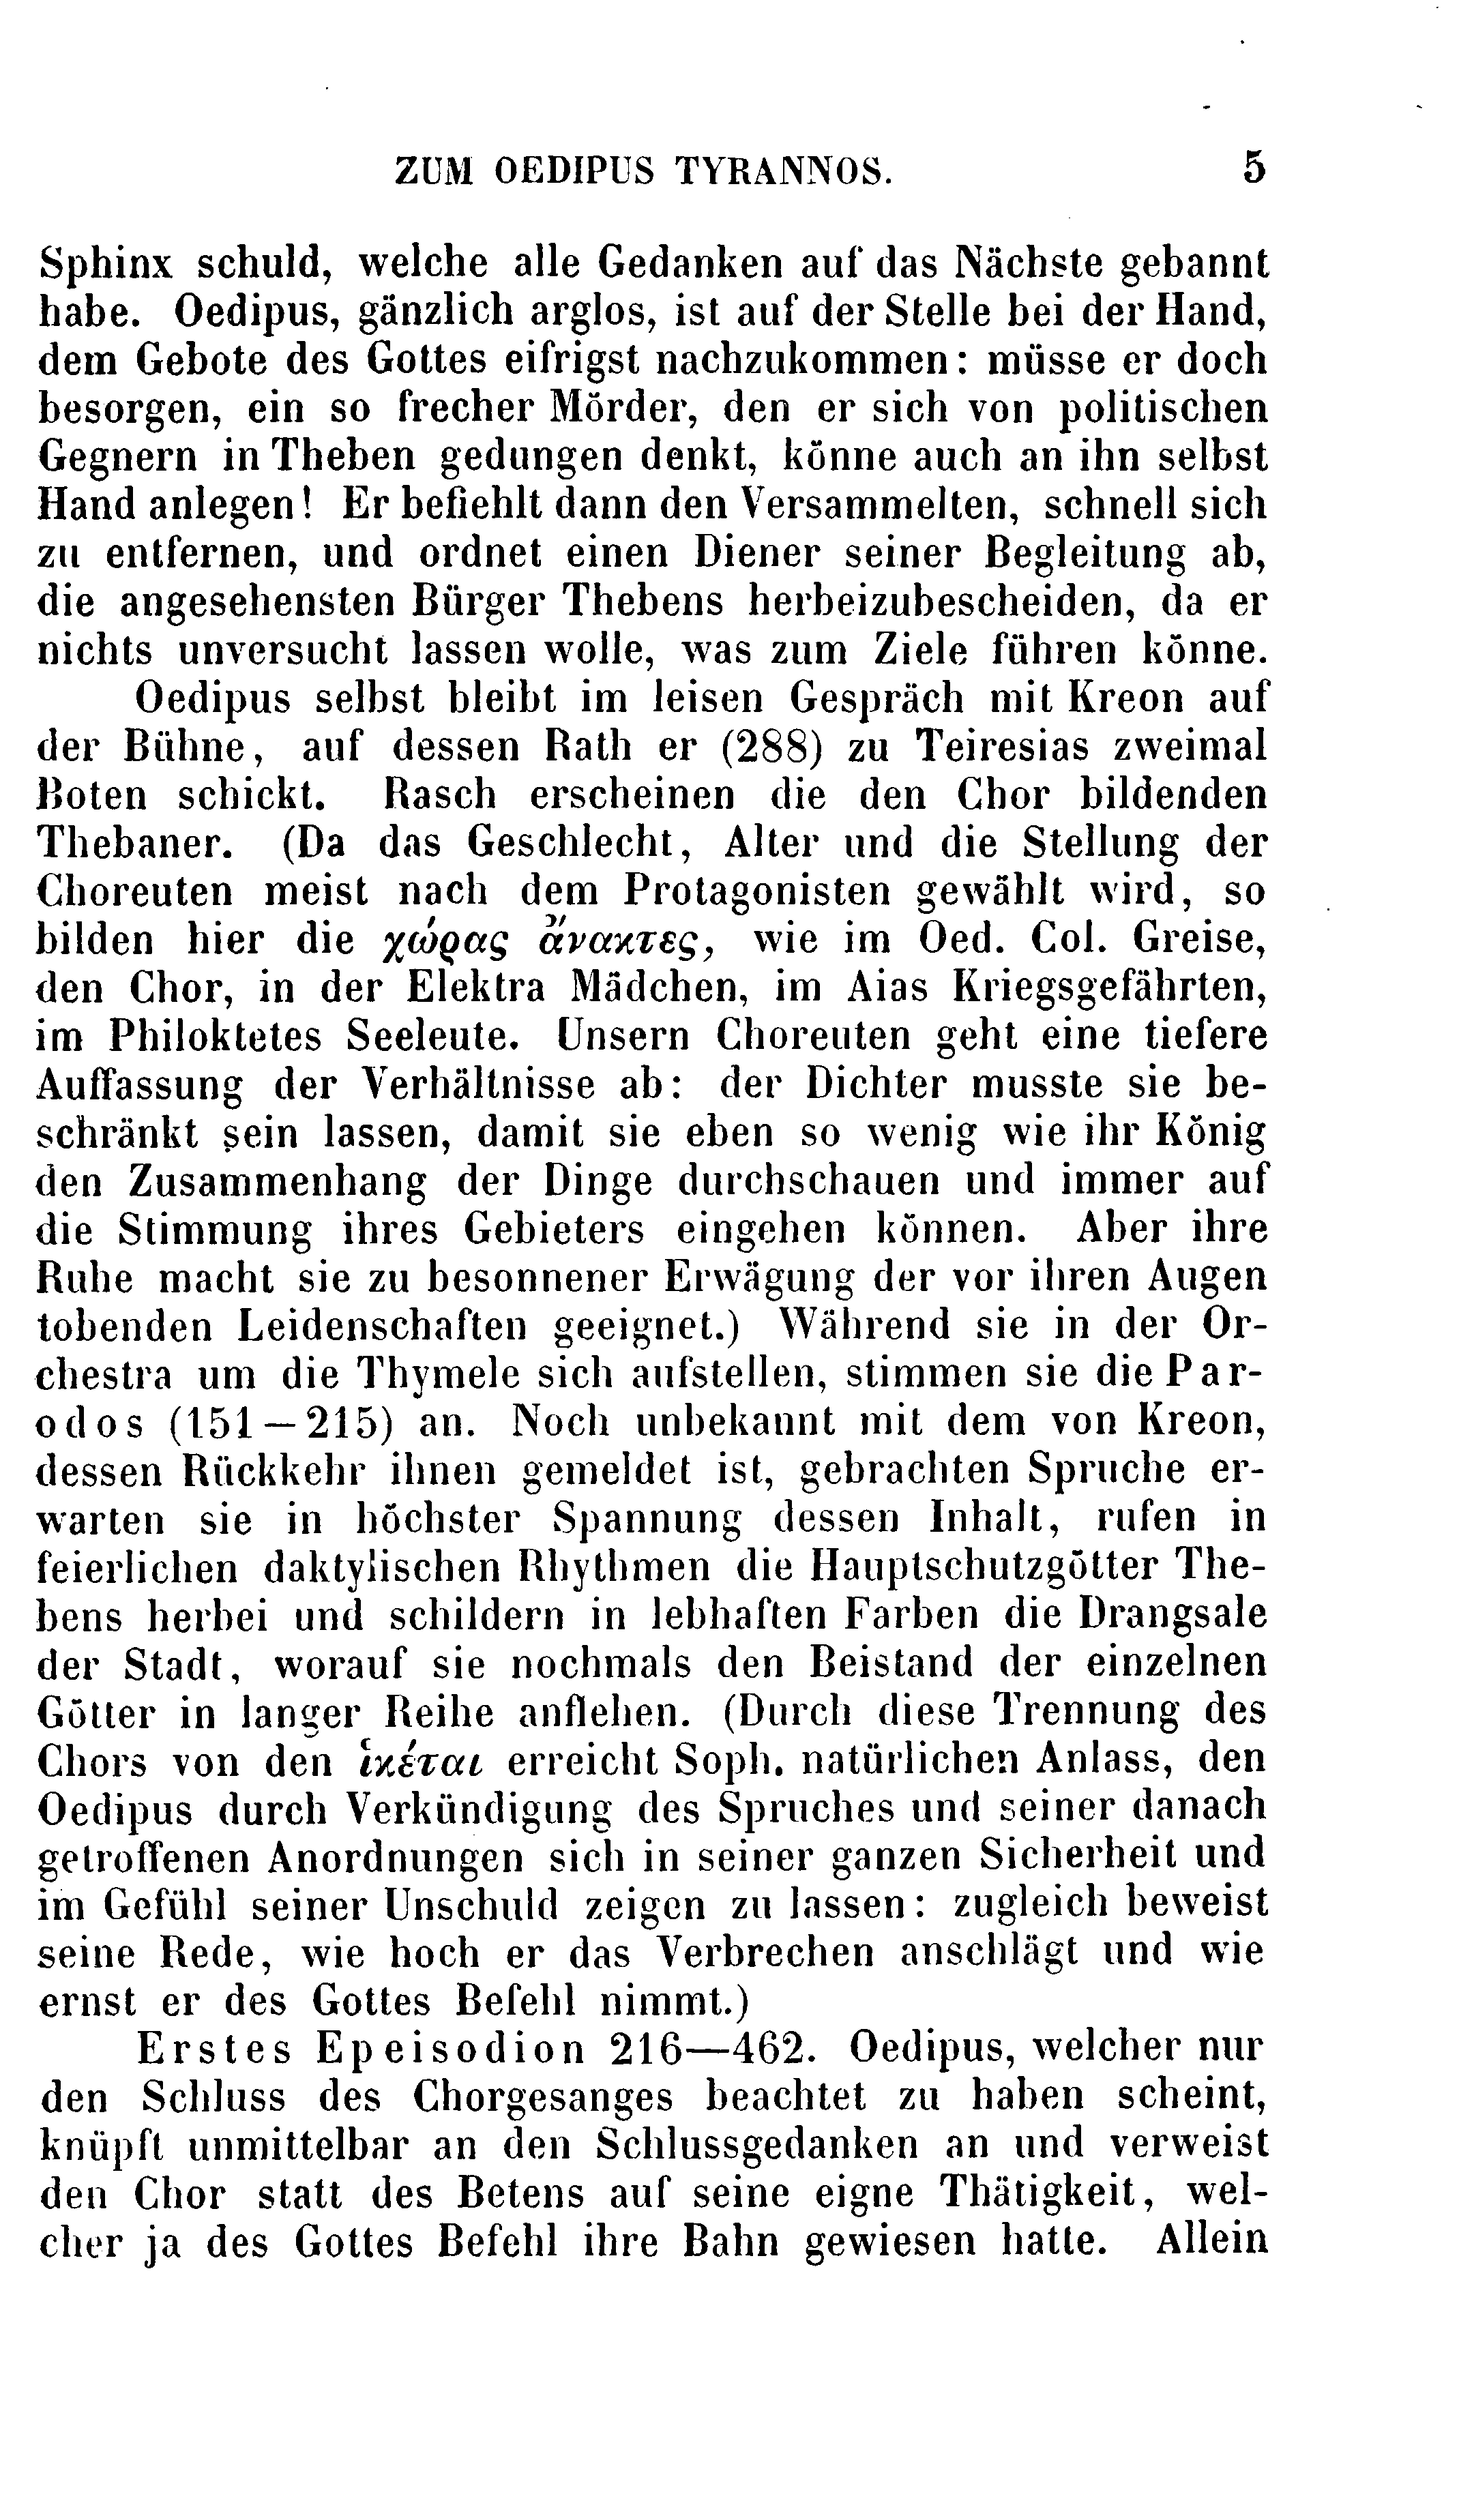 ZUM OEDIPUS TYRANNOS. 5
Sphinx schuld, welche alle Gedanken auf das Nächste gebannt
habe. Oedipus, gänzlich arglos, ist auf der Stelle bei der Hand,
dem Gebote des Gottes eifrigst nachzukommen: müsse er doch
besorgen, ein so frecher Mörder, den er sich von politischen
Gegnern in Theben gedungen denkt, könne auch an ihn selbst
Hand anlegen! Er befiehlt dann den Versammelten, schnell sich
zu entfernen, und ordnet einen Diener seiner Begleitung ab,
die angesehensten Bürger Thebens herbeizubescheiden, da er
nichts unversucht lassen wolle, was zum Ziele führen könne.
Oedipus selbst bleibt im leisen Gespräch mit Kreon auf
der Bühne, auf dessen Rath er (288) zu Teiresias zweimal
Boten schickt. Rasch erscheinen die den Chor bildenden
Thebaner. (Da das Geschlecht, Alter und die Stellung der
Choreuten meist nach dem Protagonisten gewählt wird, so
bilden hier die χώρας ἄνακτες, wie im Oed. Col. Greise,
den Chor, in der Elektra Mädchen, im Aias Kriegsgefährten,
im Philoktetes Seeleute. Unsern Choreuten geht eine tiefere
Auffassung der Verhältnisse ab: der Dichter musste sie be-
schränkt sein lassen, damit sie eben so wenig wie ihr König
den Zusammenhang der Dinge durchschauen und immer auf
die Stimmung ihres Gebieters eingehen können. Aber ihre
Ruhe macht sie zu besonnener Erwägung der vor ihren Augen
tobenden Leidenschaften geeignet.) Während sie in der Or-
chestra um die Thymele sich aufstellen, stimmen sie die Par-
odos (151—215) an. Noch unbekannt mit dem von Kreon,
dessen Rückkehr ihnen gemeldet ist, gebrachten Spruche er-
warten sie in höchster Spannung dessen Inhalt, rufen in
feierlichen daktylischen Rhythmen die Hauptschutzgötter The-
bens herbei und schildern in lebhaften Farben die Drangsale
der Stadt, worauf sie nochmals den Beistand der einzelnen
Götter in langer Reihe anflehen. (Durch diese Trennung des
Chors von den ἱκέται erreicht Soph. natürlichen Anlass, den
Oedipus durch Verkündigung des Spruches und seiner danach
getroffenen Anordnungen sich in seiner ganzen Sicherheit und
im Gefühl seiner Unschuld zeigen zu lassen: zugleich beweist
seine Rede, wie hoch er das Verbrechen anschlägt und wie
ernst er des Gottes Befehl nimmt.)
Erstes Epeisodion 216—462. Oedipus, welcher nur
den Schluss des Chorgesanges beachtet zu haben scheint,
knüpft unmittelbar an den Schlussgedanken an und verweist
den Chor statt des Betens auf seine eigne Thätigkeit, wel-
cher ja des Gottes Befehl ihre Bahn gewiesen hatte. Allein